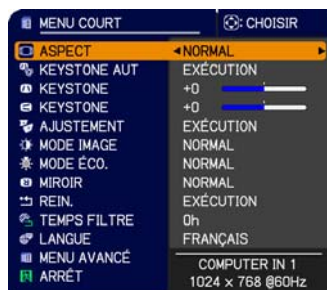 MENU COURT : CHOISIR
ASPECT NORMAL
KEYSTONE AUT EXÉCUTION
KEYSTONE +0
KEYSTONE +0
AJUSTEMENT EXÉCUTION
MODE IMAGE NORMAL
MODE ÉCO. NORMAL
MIROIR NORMAL
REIN. EXÉCUTION
TEMPS FILTRE 0h
LANGUE FRANÇAIS
MENU AVANCÉ COMPUTER IN 1
ARRÊT 1024 x 768 @60Hz